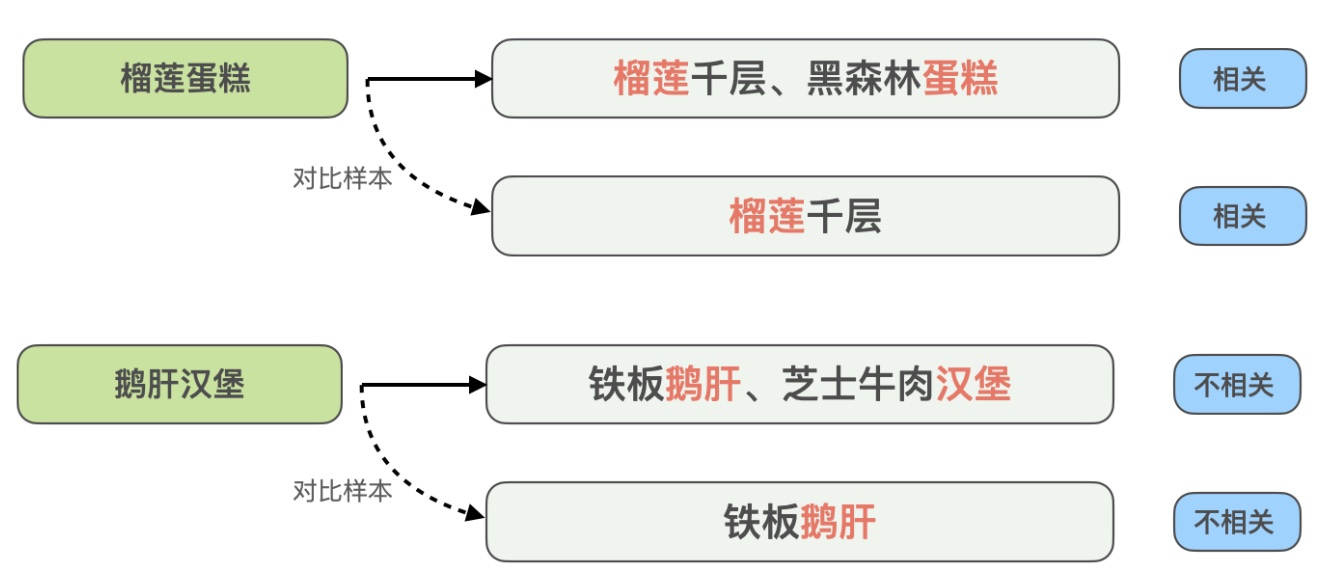 榴莲蛋糕
榴莲千层、黑森林蛋糕
相关
对比样本
榴莲千层
相关
鹅肝汉堡
铁板鹅肝、芝士牛肉汉堡
不相关
对比样本
铁板鹅肝
不相关